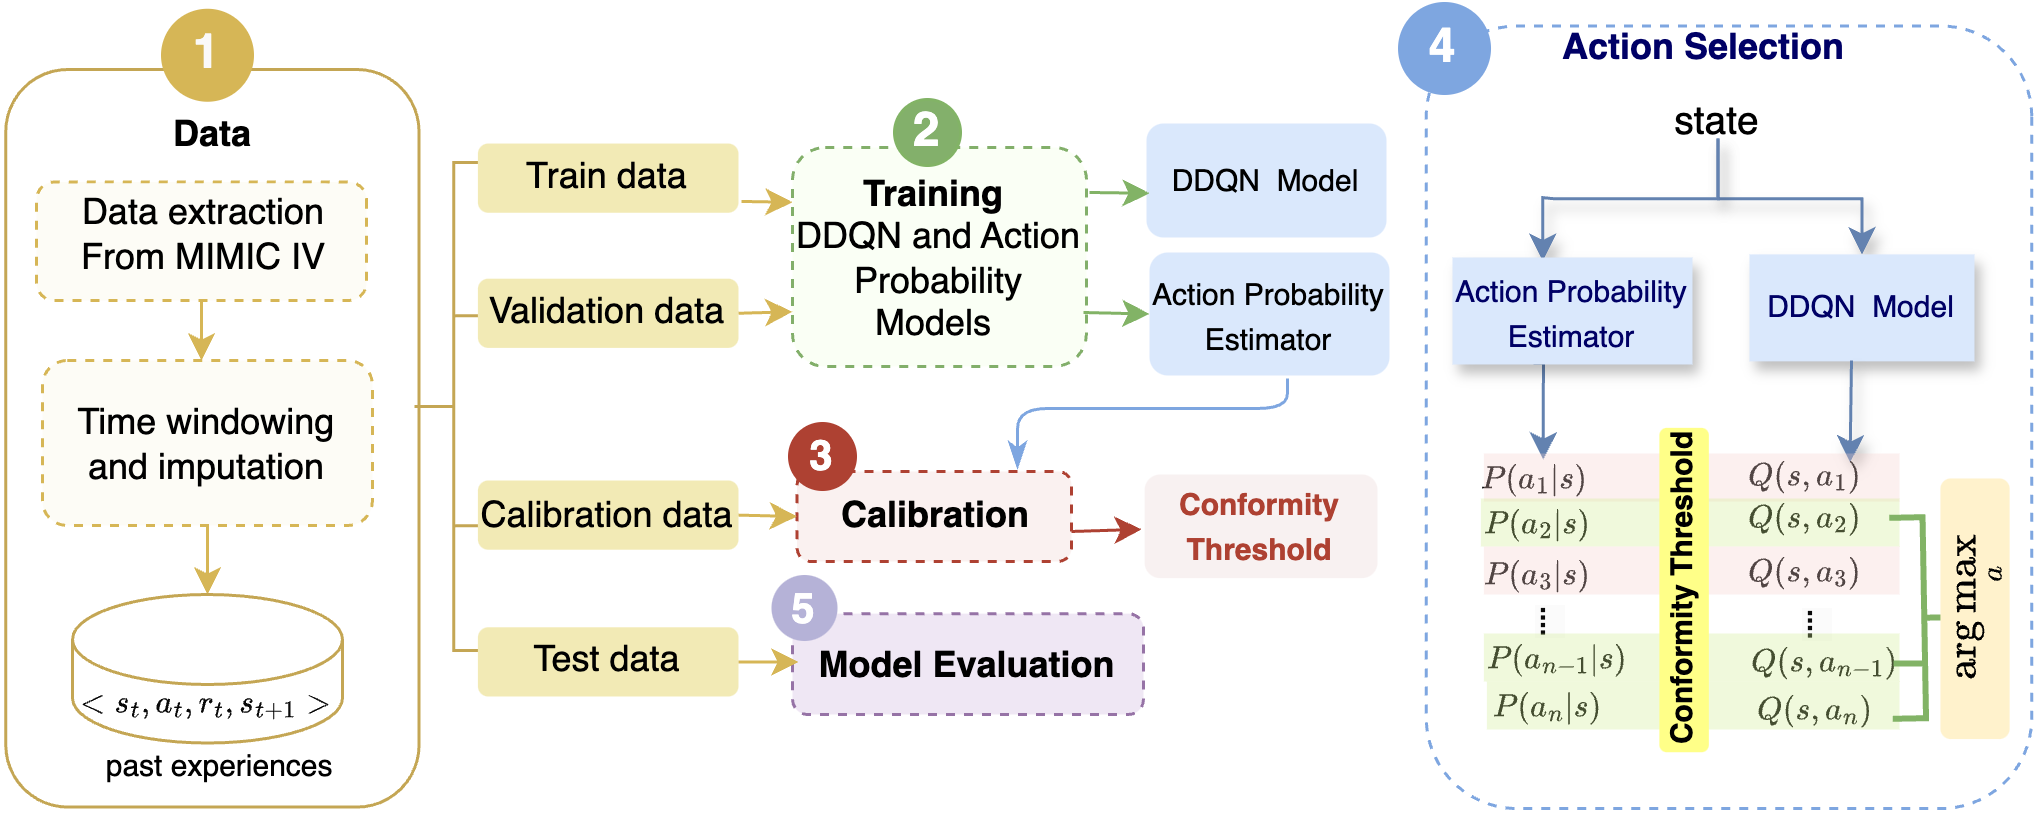 1
Data
Data extraction
From MIMIC IV
Time windowing
and imputation
< s_t, a_t, r_t, s_{t+1} >
past experiences
Train data
Validation data
Calibration data
Test data
2
Training
DDQN and Action
Probability
Models
DDQN Model
Action Probability
Estimator
3
Calibration
Conformity
Threshold
5
Model Evaluation
4
Action Selection
state
Action Probability
Estimator
DDQN Model
P(a_1|s)
P(a_2|s)
P(a_3|s)
P(a_{n-1}|s)
P(a_n|s)
Conformity Threshold
Q(s, a_1)
Q(s, a_2)
Q(s, a_3)
Q(s, a_{n-1})
Q(s, a_n)
arg max
a